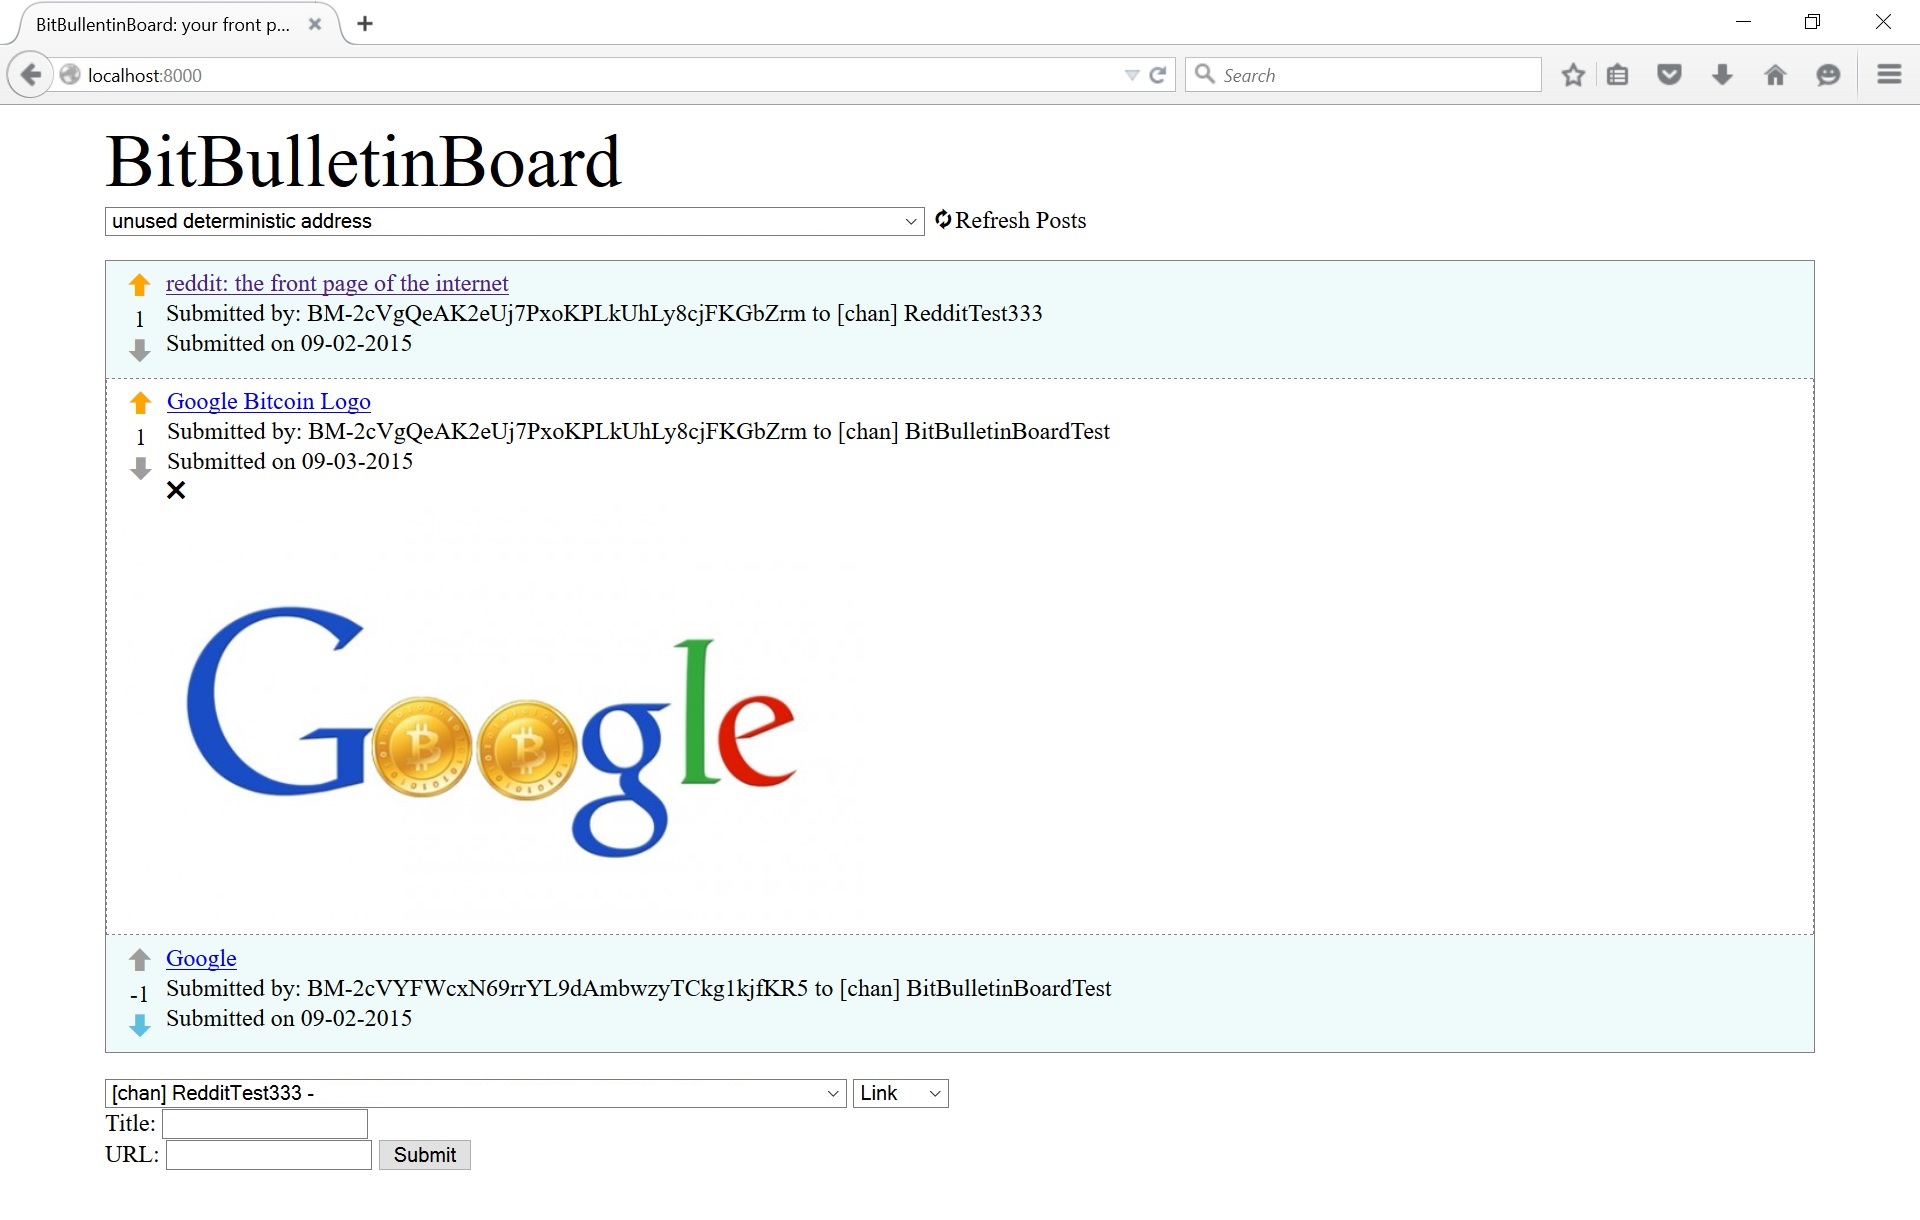 BitBullentinBoard: your front p...
localhost:8000
Search
BitBulletinBoard
unused deterministic address
Refresh Posts
reddit: the front page of the internet
1
Submitted by: BM-2cVgQeAK2eUj7PxoKPLkUhLy8cjFKGbZrm to [chan] RedditTest333
Submitted on 09-02-2015
Google Bitcoin Logo
1
Submitted by: BM-2cVgQeAK2eUj7PxoKPLkUhLy8cjFKGbZrm to [chan] BitBulletinBoardTest
Submitted on 09-03-2015
Google
Google
-1
Submitted by: BM-2cVYFWcxN69rrYL9dAmbwzyTCkg1kjfKR5 to [chan] BitBulletinBoardTest
Submitted on 09-02-2015
[chan] RedditTest333 -
Link
Title:
URL:
Submit